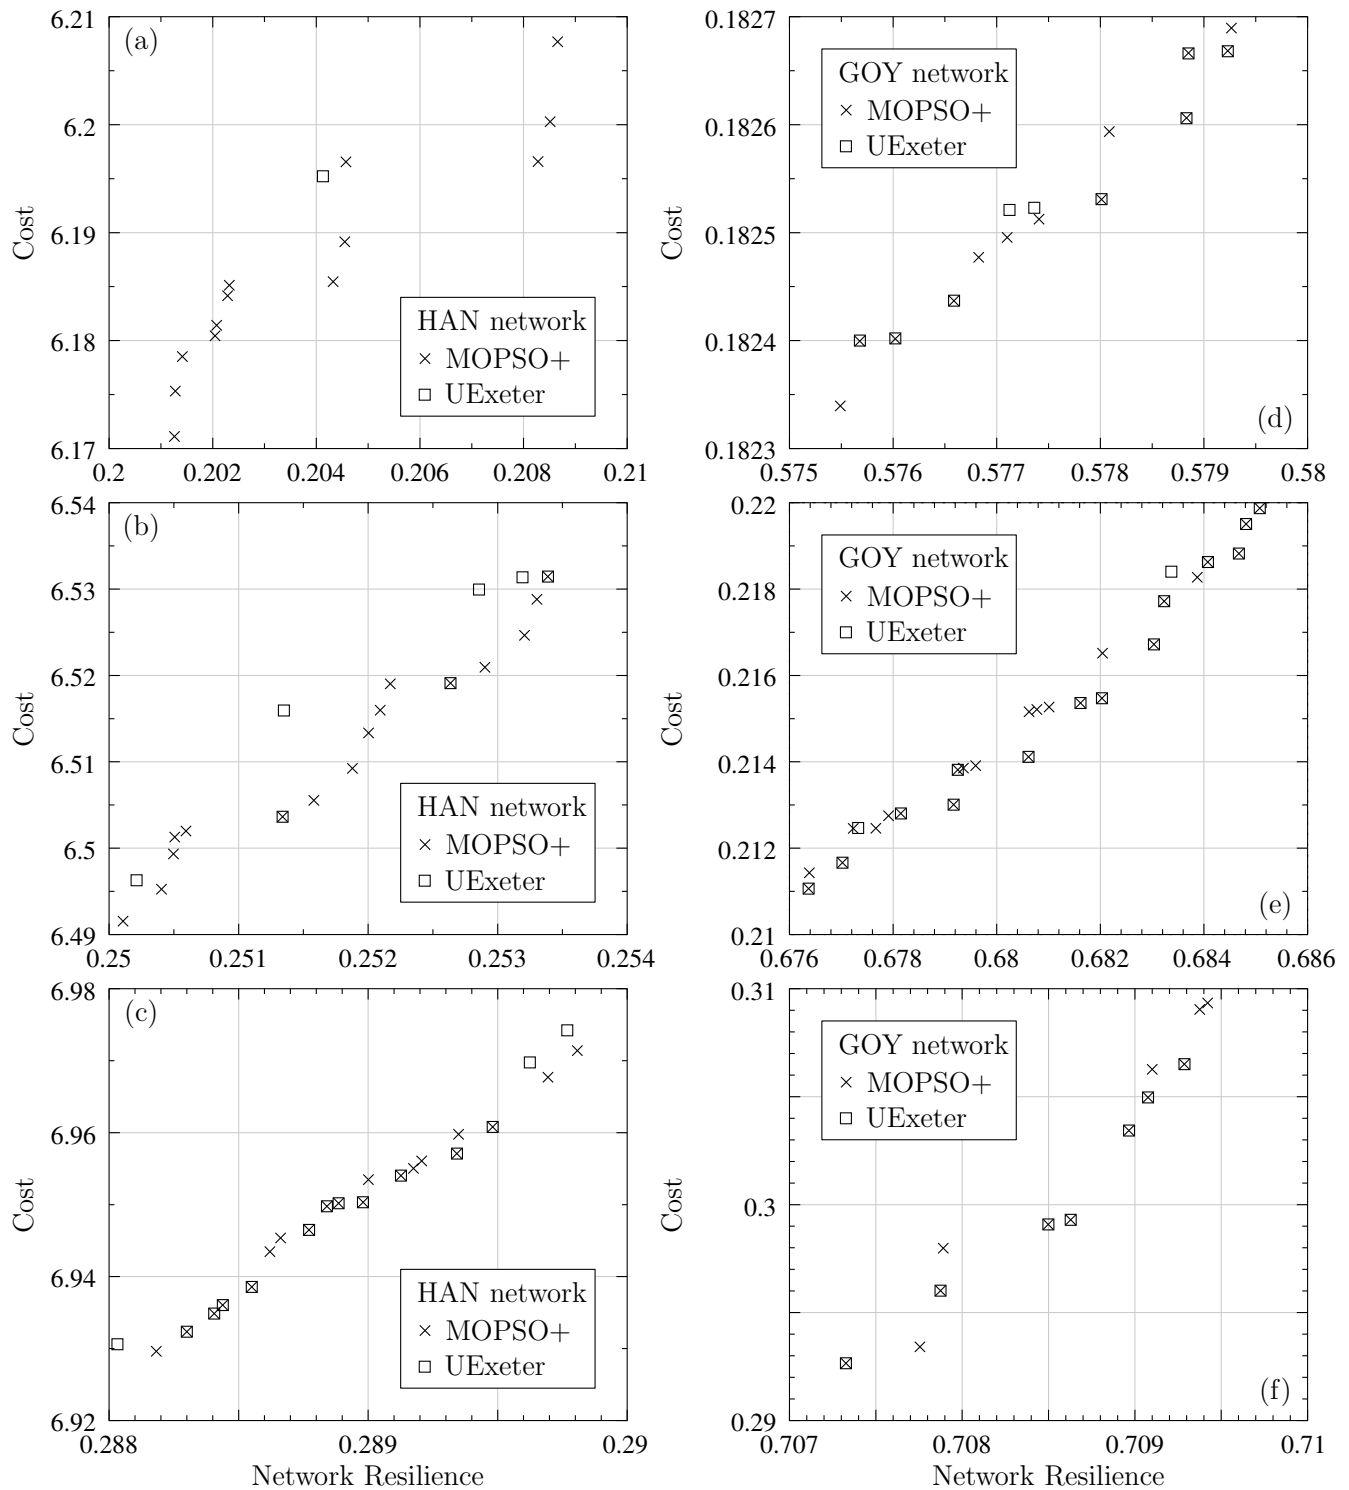 (a)
6.21
6.2
6.19
6.18
6.17
Cost
HAN network
MOPSO+
UExeter
0.2 0.202 0.204 0.206 0.208 0.21
(d)
0.1827
0.1826
0.1825
0.1824
0.1823
Cost
GOY network
MOPSO+
UExeter
0.575 0.576 0.577 0.578 0.579 0.58
(b)
6.54
6.53
6.52
6.51
6.5
6.49
Cost
HAN network
MOPSO+
UExeter
0.25 0.251 0.252 0.253 0.254
(e)
0.22
0.218
0.216
0.214
0.212
0.21
Cost
GOY network
MOPSO+
UExeter
0.676 0.678 0.68 0.682 0.684 0.686
(c)
6.98
6.96
6.94
6.92
Cost
HAN network
MOPSO+
UExeter
0.288 0.289 0.29
Network Resilience
(f)
0.31
0.3
0.29
Cost
GOY network
MOPSO+
UExeter
0.707 0.708 0.709 0.71
Network Resilience